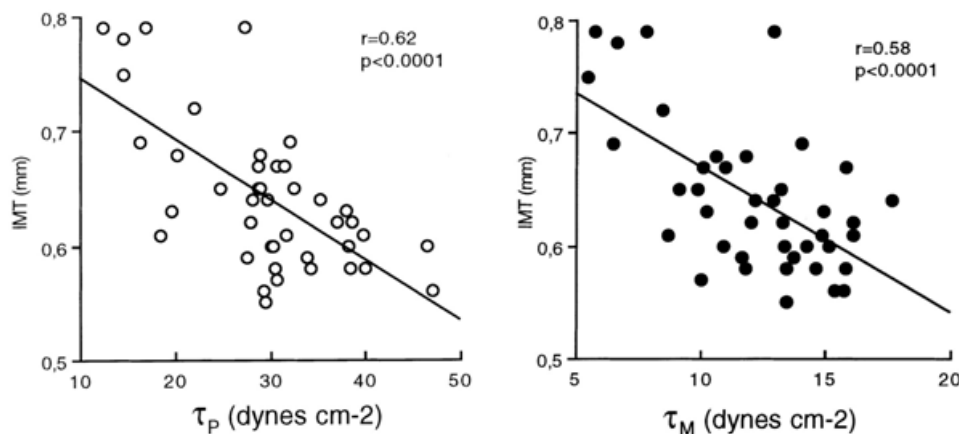 0,8
0,7
0,6
0,5
IMT (mm)
r=0.62
p<0.0001
10 20 30 40 50
τP (dynes cm-2)
0,8
0,7
0,6
0,5
IMT (mm)
r=0.58
p<0.0001
5 10 15 20
τM (dynes cm-2)